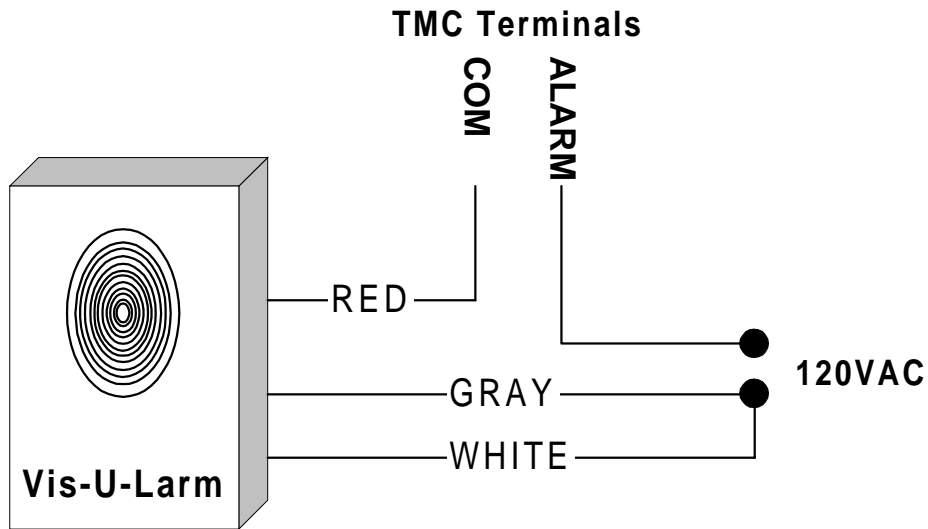 TMC Terminals
COM
ALARM
RED
120VAC
GRAY
WHITE
Vis-U-Larm